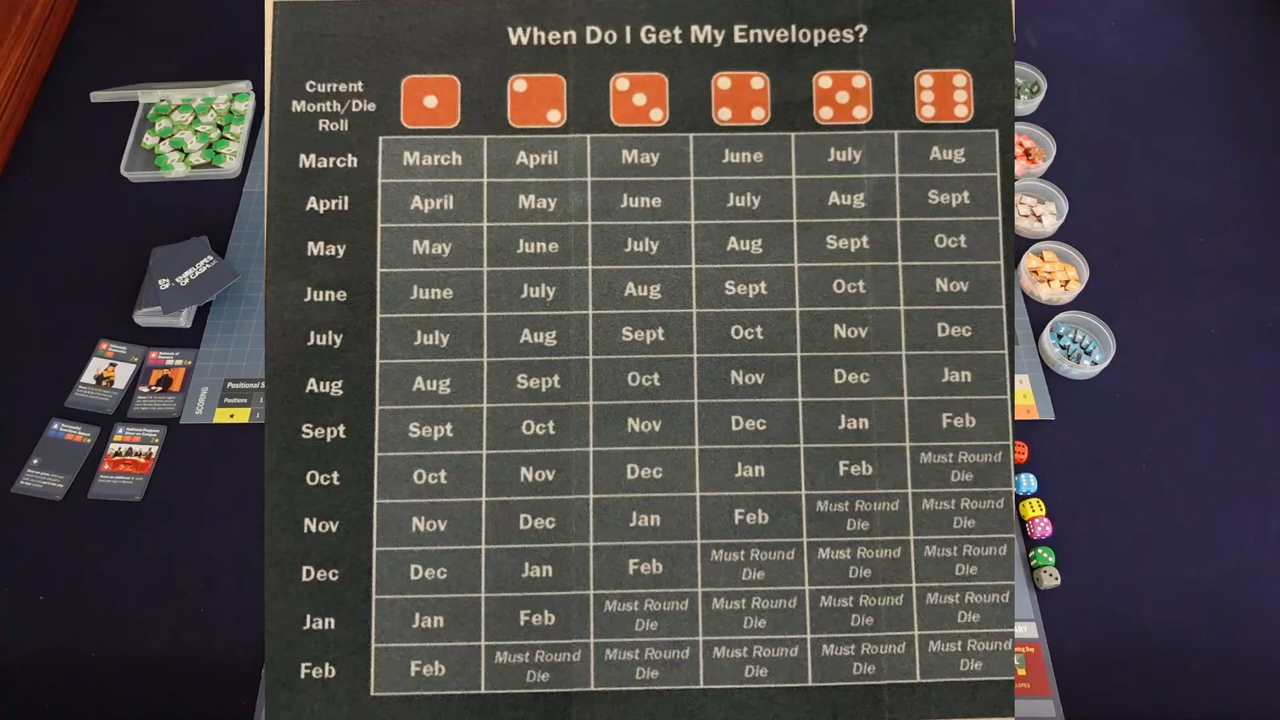 When Do I Get My Envelopes?
Current
Month/Die
Roll
March March April May June July Aug
April April May June July Aug Sept
May May June July Aug Sept Oct
June June July Aug Sept Oct Nov
July July Aug Sept Oct Nov Dec
Aug Aug Sept Oct Nov Dec Jan
Sept Sept Oct Nov Dec Jan Feb
Oct Oct Nov Dec Jan Feb Must Round Die
Nov Nov Dec Jan Feb Must Round Die Must Round Die
Dec Dec Jan Feb Must Round Die Must Round Die Must Round Die
Jan Jan Feb Must Round Die Must Round Die Must Round Die Must Round Die
Feb Feb Must Round Die Must Round Die Must Round Die Must Round Die Must Round Die
ENVELOPES
OF CASH
SCORING
Positional
Positions 1
1